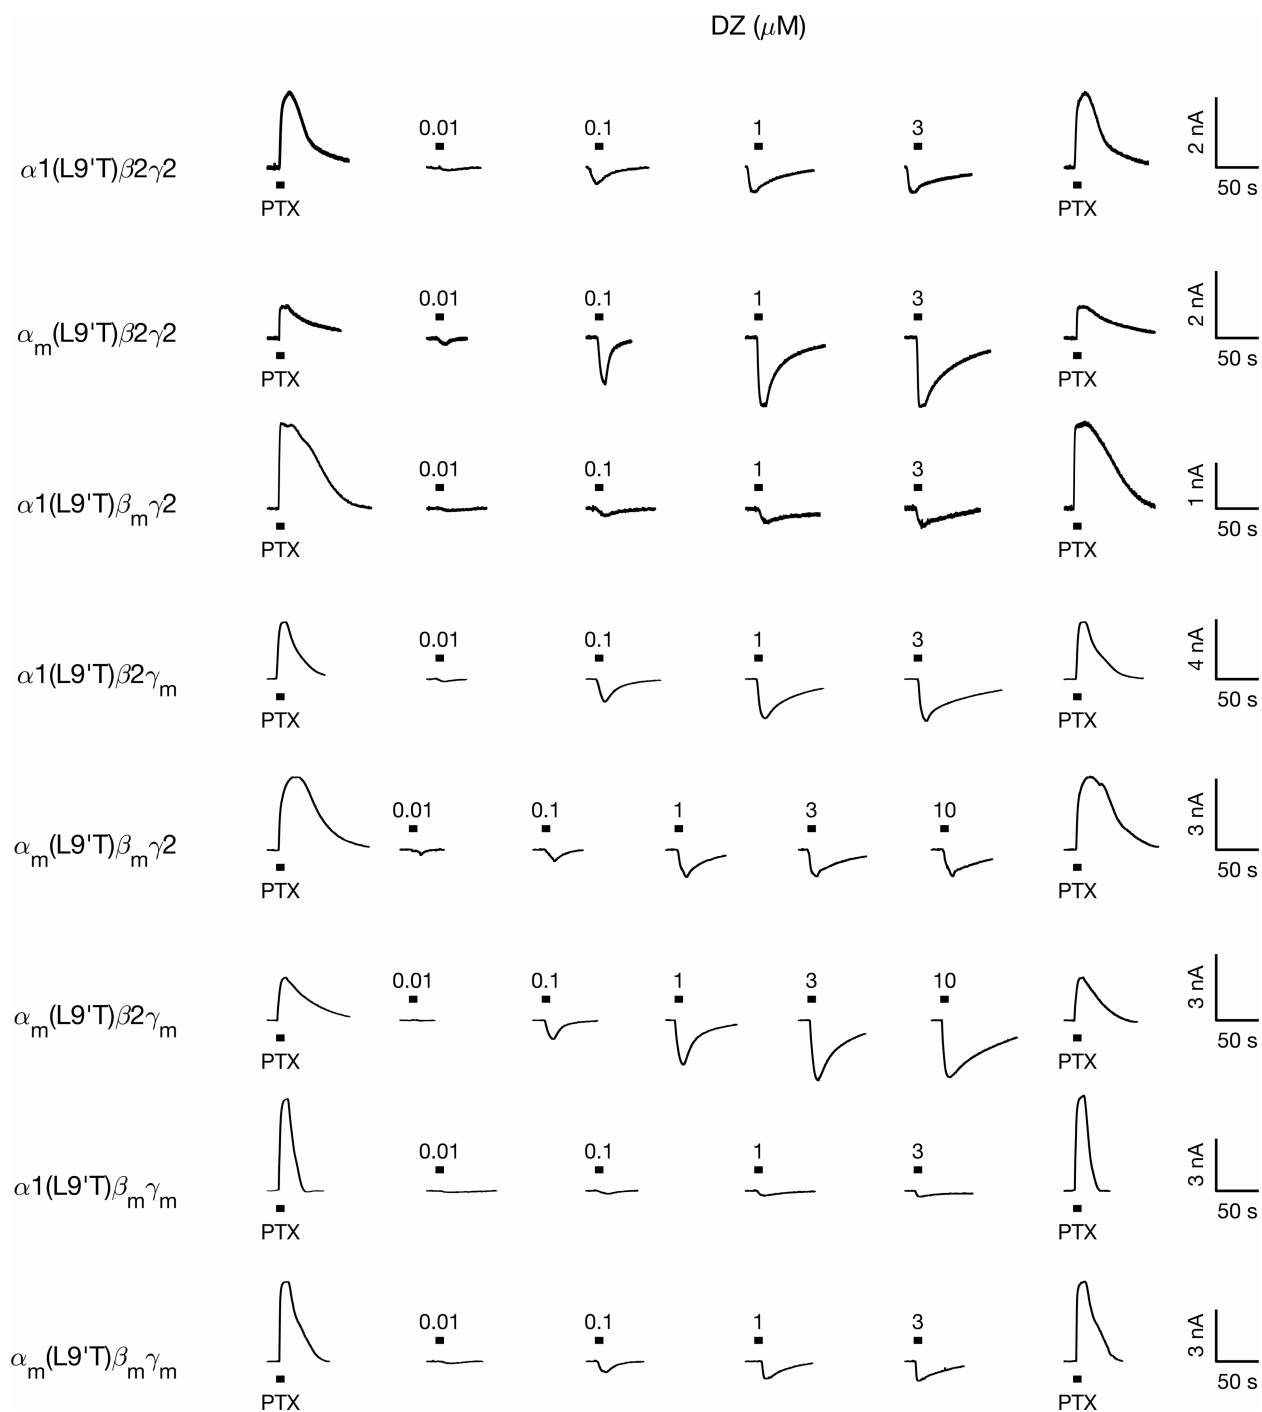 DZ (μM)
0.01 0.1 1 3
2 nA
α1(L9'T)β2γ2
50 s
PTX PTX
0.01 0.1 1 3
2 nA
αm(L9'T)β2γ2
50 s
PTX PTX
0.01 0.1 1 3
1 nA
α1(L9'T)βmγ2
50 s
PTX PTX
0.01 0.1 1 3
4 nA
α1(L9'T)β2γm
50 s
PTX PTX
0.01 0.1 1 3 10
3 nA
αm(L9'T)βmγ2
50 s
PTX PTX
0.01 0.1 1 3 10
3 nA
αm(L9'T)β2γm
50 s
PTX PTX
0.01 0.1 1 3
3 nA
α1(L9'T)βmγm
50 s
PTX PTX
0.01 0.1 1 3
3 nA
αm(L9'T)βmγm
50 s
PTX PTX